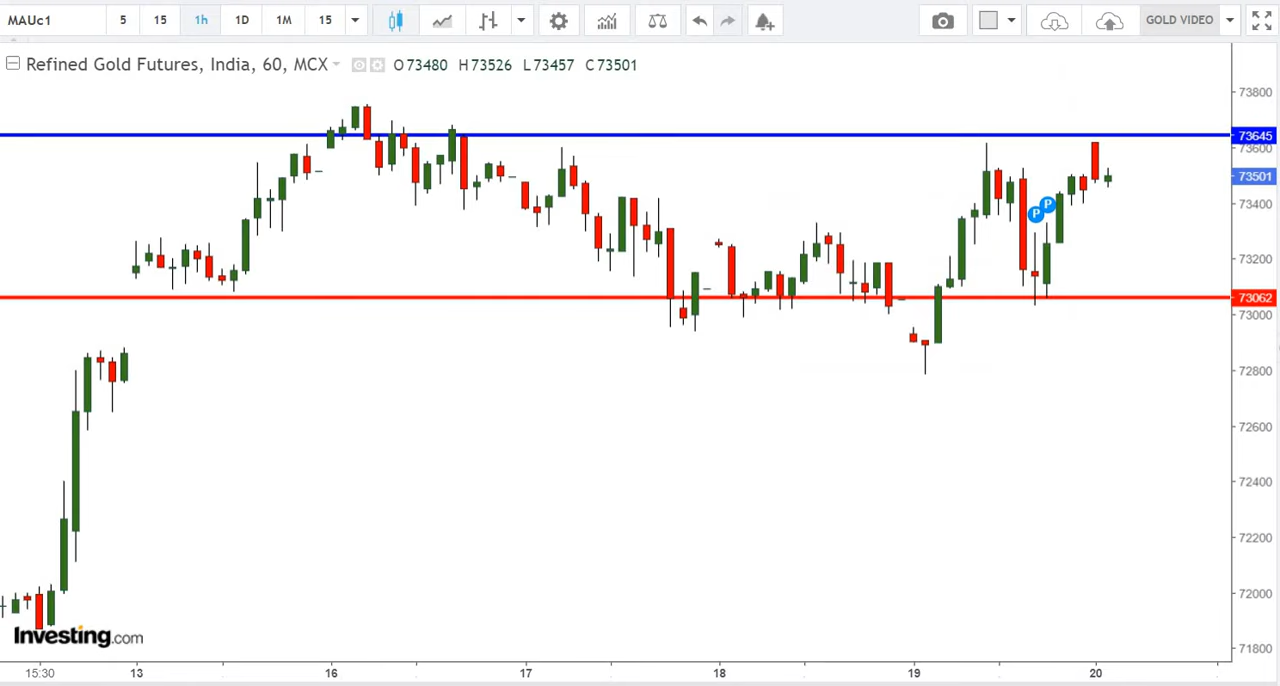 MAUc1 5 15 1h 1D 1M 15 GOLD VIDEO
Refined Gold Futures, India, 60, MCX O73480 H73526 L73457 C73501
73800
73645
73600
73501
73400
P P
73200
73062
73000
72800
72600
72400
72200
72000
71800
Investing.com
15:30 13 16 17 18 19 20